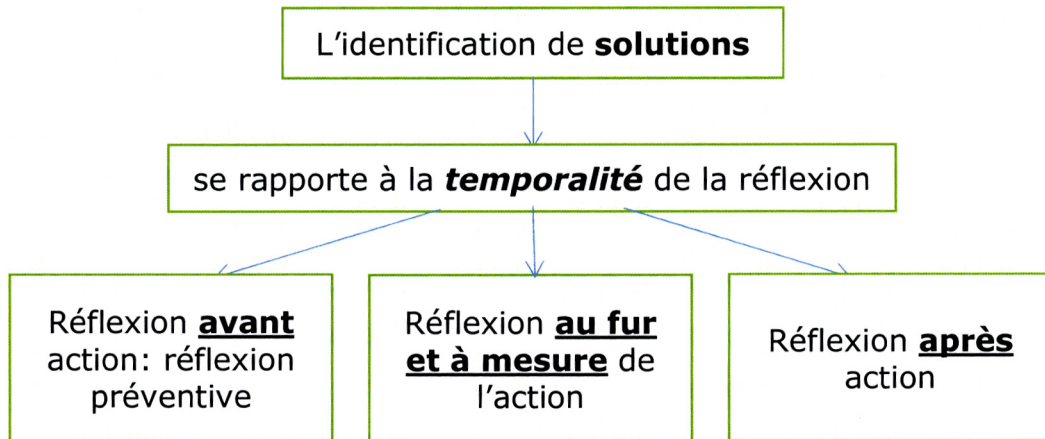 L'identification de solutions
se rapporte à la temporalité de la réflexion
Réflexion avant
action: réflexion
préventive
Réflexion au fur
et à mesure de
l'action
Réflexion après
action